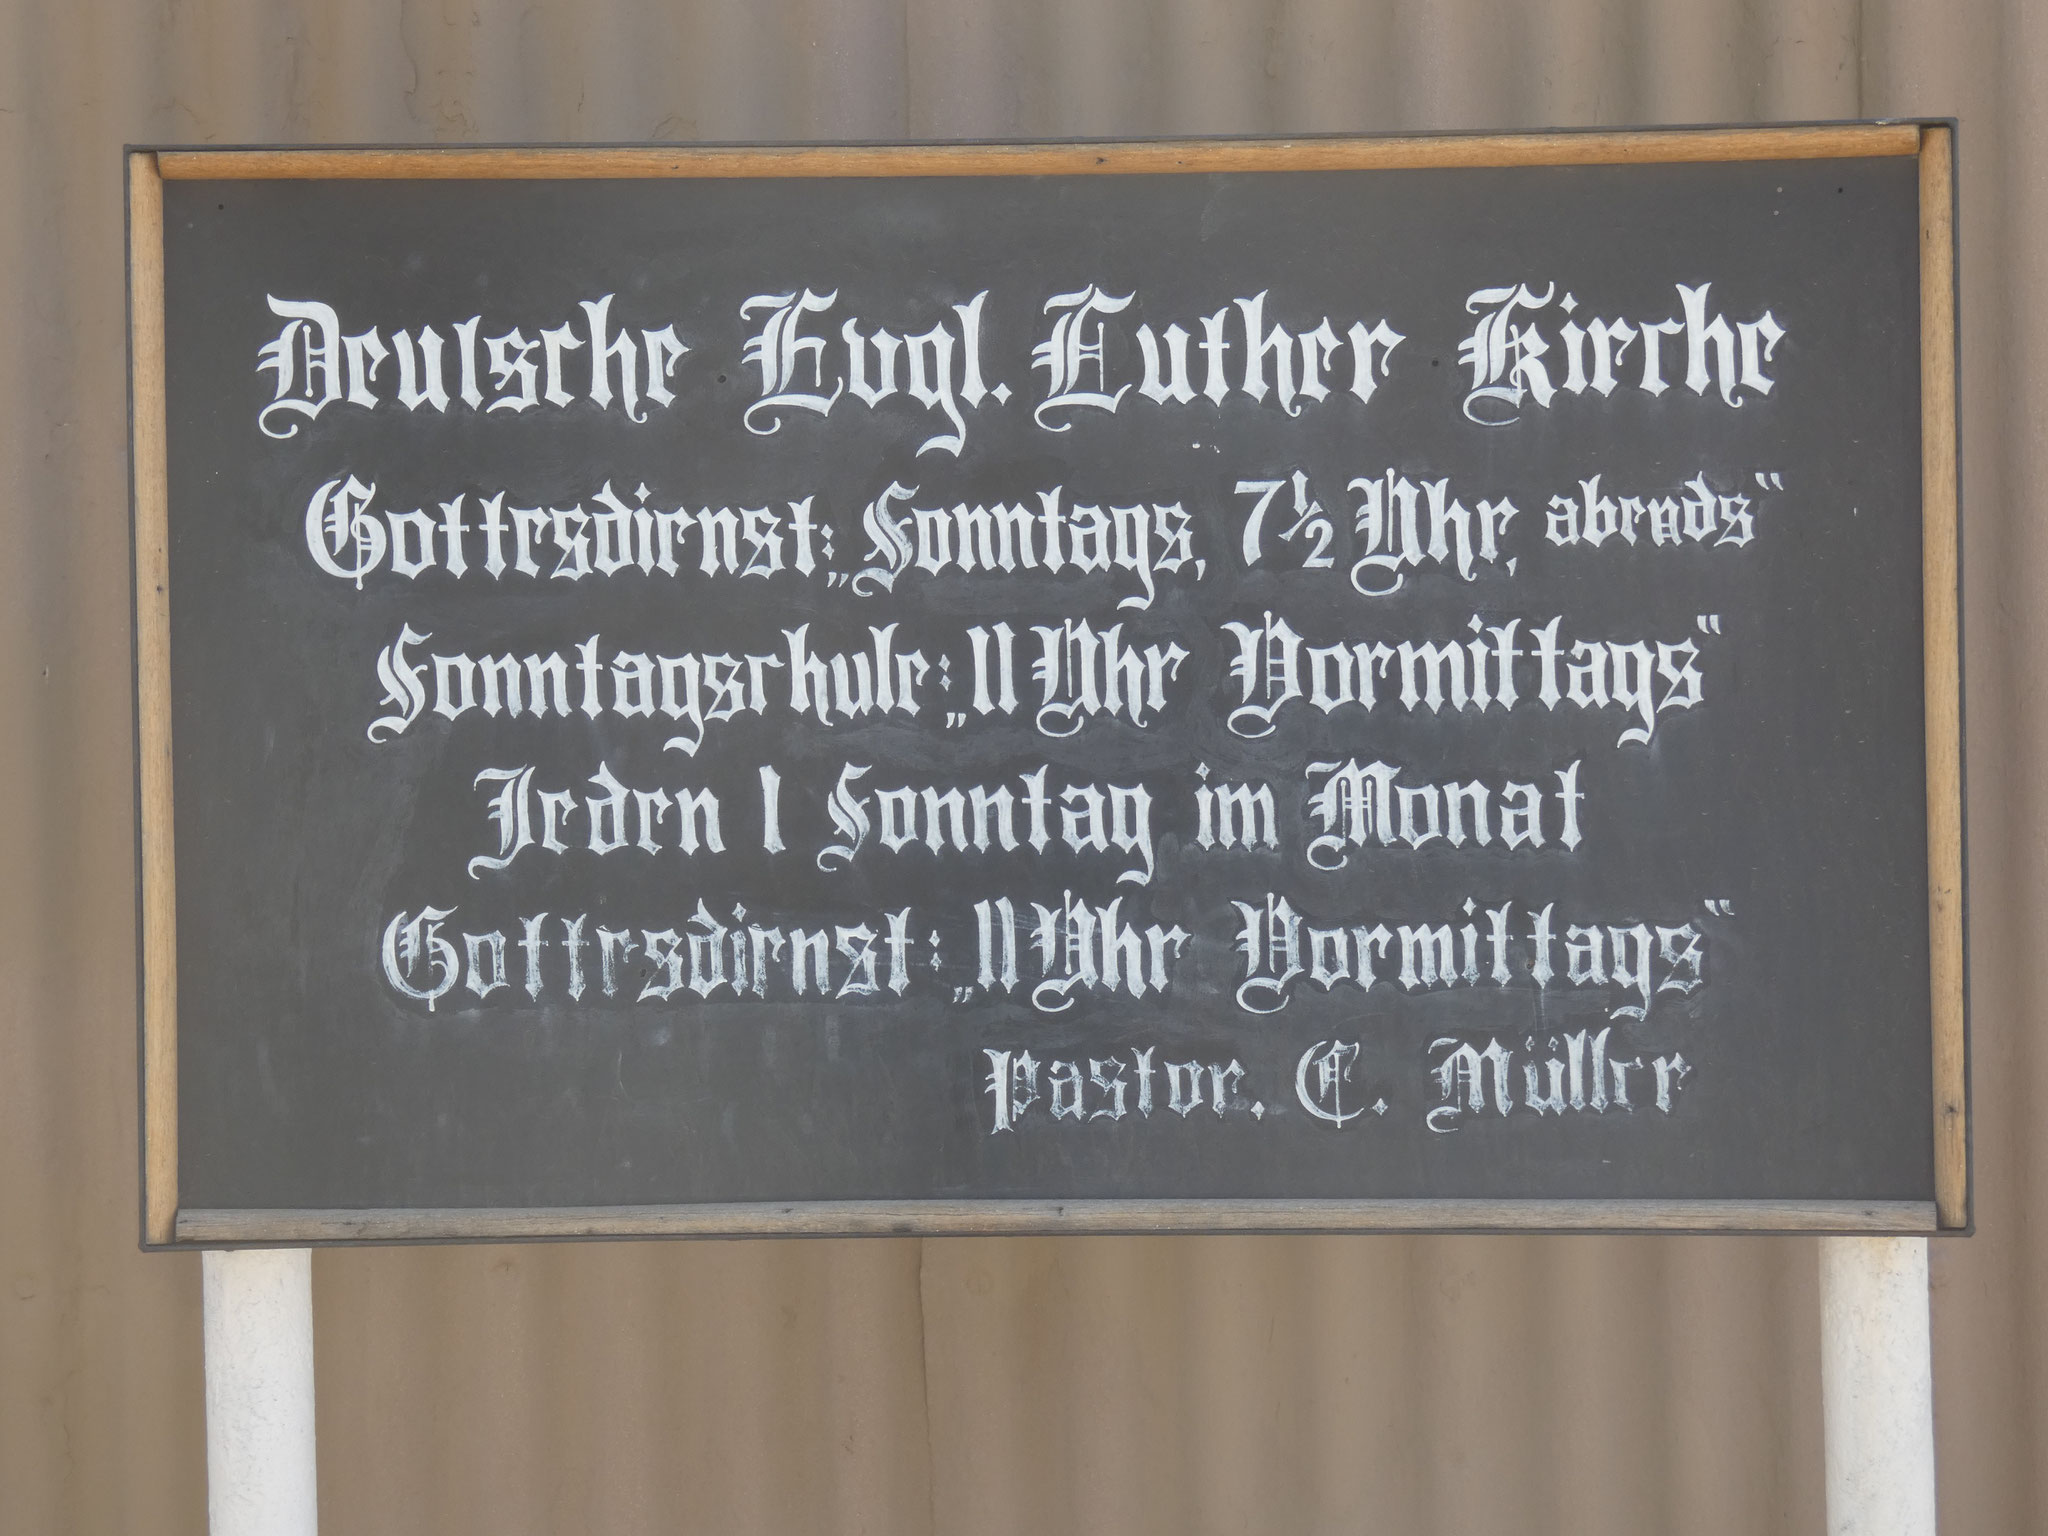 Deutsche Evgl. Luther Kirche
Gottesdienst: „Sonntags, 7½ Uhr, abends“
Sonntagschule: „11 Uhr Vormittags“
Jeden 1 Sonntag im Monat
Gottesdienst: „11 Uhr Vormittags“
Pastor. C. Müller